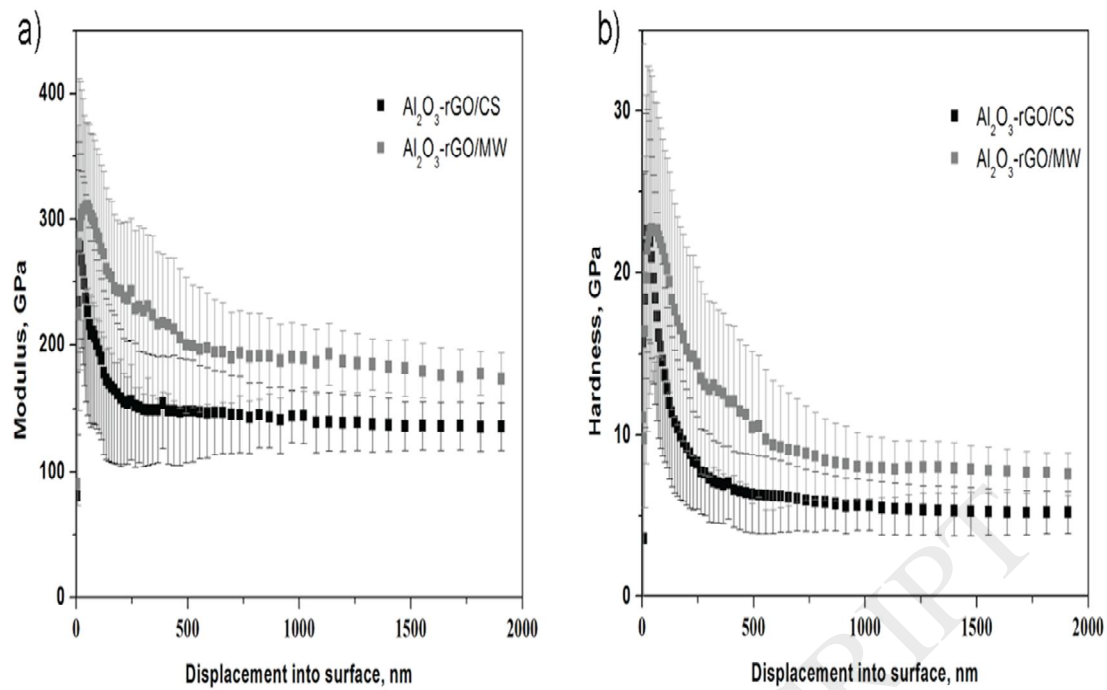 a)
400
300
200
100
0
Modulus, GPa
Al₂O₃-rGO/CS
Al₂O₃-rGO/MW
0 500 1000 1500 2000
Displacement into surface, nm
b)
30
20
10
0
Hardness, GPa
Al₂O₃-rGO/CS
Al₂O₃-rGO/MW
0 500 1000 1500 2000
Displacement into surface, nm
RIPT